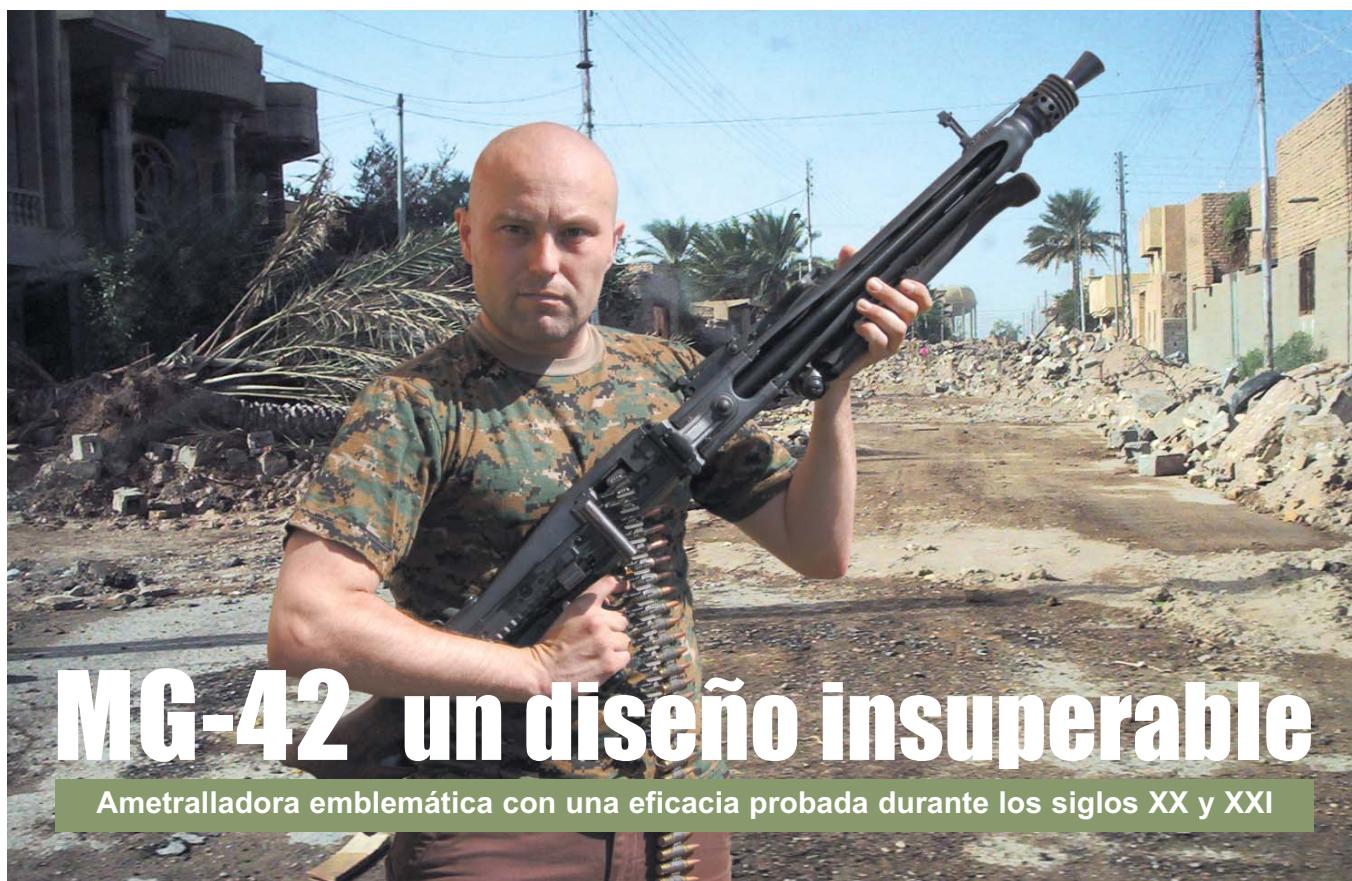 MG-42 un diseño insuperable
Ametralladora emblemática con una eficacia probada durante los siglos XX y XXI